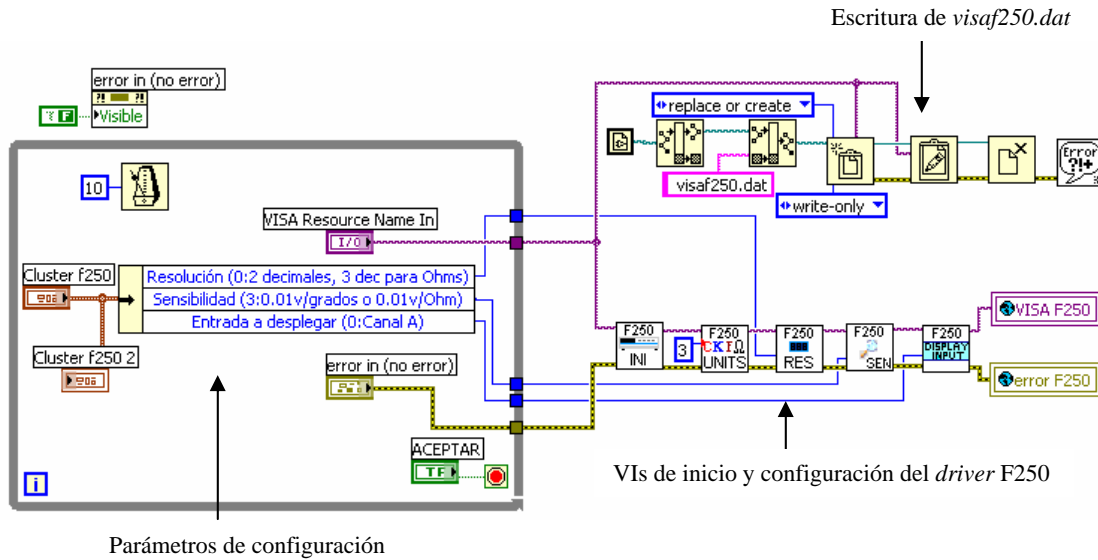 Escritura de visaf250.dat
error in (no error)
F
Visible
replace or create
visaf250.dat
write-only
Error
?!+
10
VISA Resource Name In
I/O
Cluster f250
Resolución (0:2 decimales, 3 dec para Ohms)
Sensibilidad (3:0.01v/grados o 0.01v/Ohm)
Entrada a desplegar (0:Canal A)
Cluster f250 2
error in (no error)
ACEPTAR
TF
i
F250
INI
3
F250
CKFΩ
UNITS
F250
RES
F250
SEN
F250
DISPLAY
INPUT
VISA F250
error F250
VIs de inicio y configuración del driver F250
Parámetros de configuración